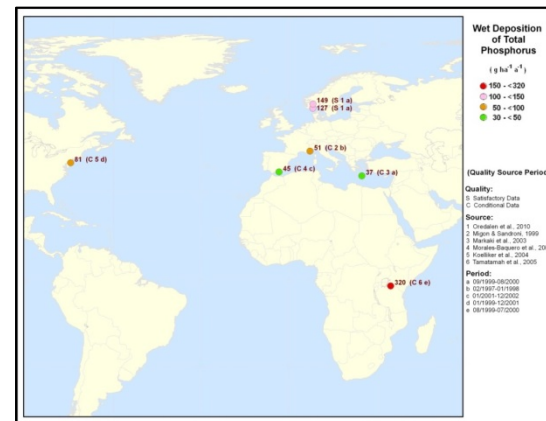 Wet Deposition
of Total
Phosphorus
(g ha⁻¹ a⁻¹)
150 - <320
100 - <150
50 - <100
30 - <50
149 (S 1 a)
127 (S 1 a)
51 (C 2 b)
81 (C 5 d)
45 (C 4 c)
37 (C 3 a)
320 (C 6 e)
(Quality Source Period
Quality:
S Satisfactory Data
C Conditional Data
Source:
1 Oredalen et al., 2010
2 Migon & Sandroni, 1999
3 Markaki et al., 2003
4 Morales-Baquero et al., 200
5 Koelliker et al., 2004
6 Tamatamah et al., 2005
Period:
a 09/1999-08/2000
b 02/1997-01/1998
c 01/2001-12/2002
d 01/1999-12/2001
e 08/1999-07/2000